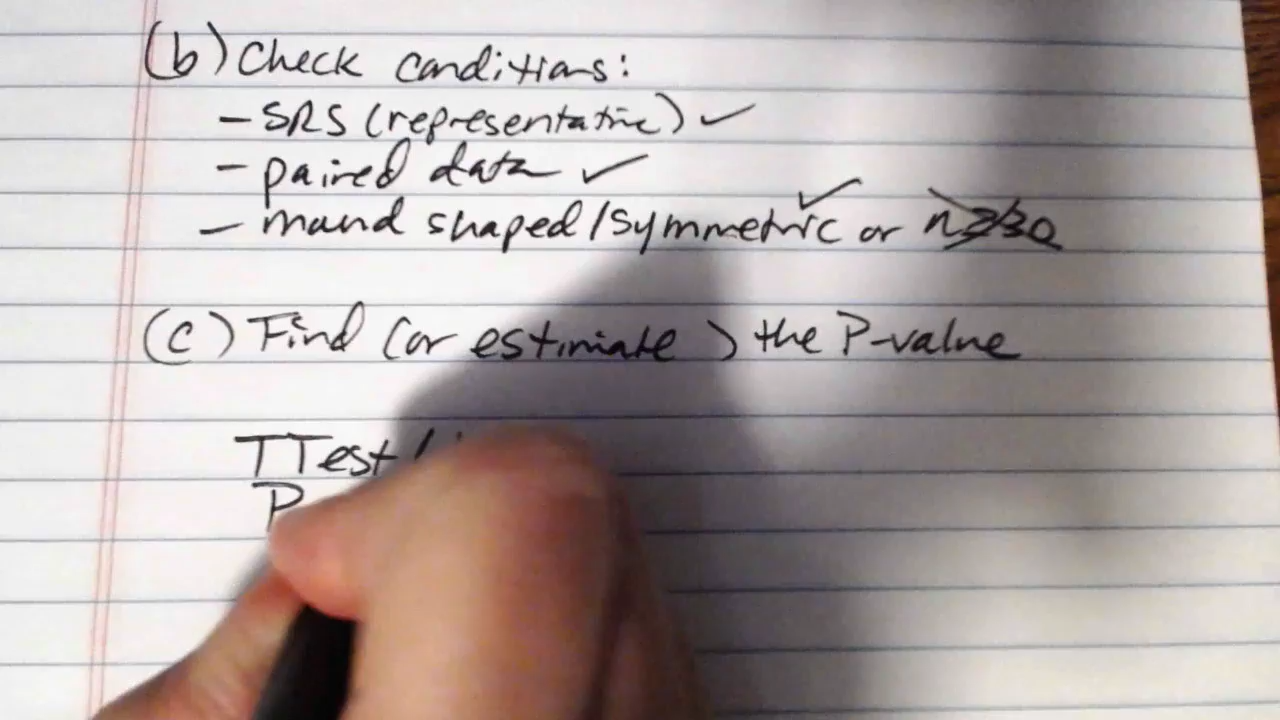 (b) Check conditions:
- SRS (representative) ✓
- paired data ✓
- mound shaped/symmetric ✓ or n≥30
(c) Find (or estimate) the P-value
TTest
P